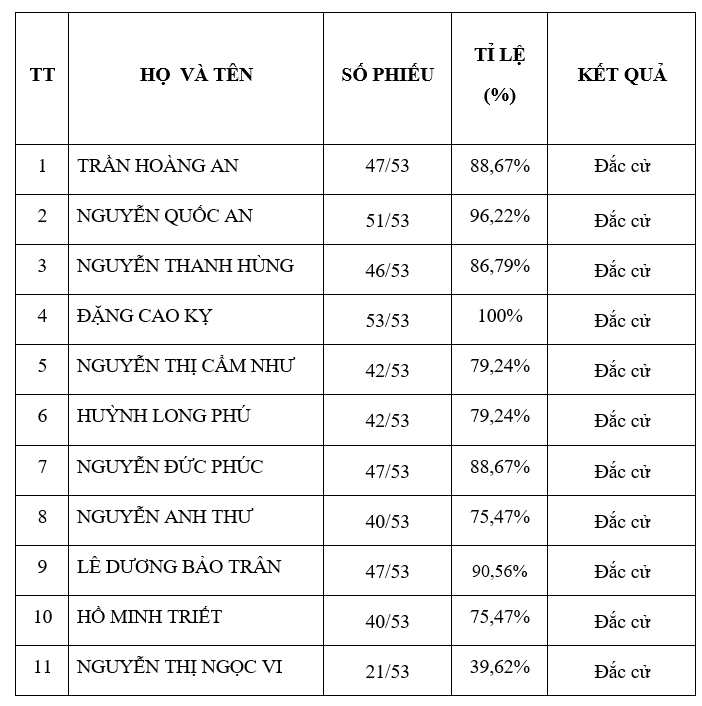 TT HỌ VÀ TÊN SỐ PHIẾU TỈ LỆ (%) KẾT QUẢ
1 TRẦN HOÀNG AN 47/53 88,67% Đắc cử
2 NGUYỄN QUỐC AN 51/53 96,22% Đắc cử
3 NGUYỄN THANH HÙNG 46/53 86,79% Đắc cử
4 ĐẶNG CAO KỴ 53/53 100% Đắc cử
5 NGUYỄN THỊ CẨM NHƯ 42/53 79,24% Đắc cử
6 HUỲNH LONG PHÚ 42/53 79,24% Đắc cử
7 NGUYỄN ĐỨC PHÚC 47/53 88,67% Đắc cử
8 NGUYỄN ANH THƯ 40/53 75,47% Đắc cử
9 LÊ DƯƠNG BẢO TRÂN 47/53 90,56% Đắc cử
10 HỒ MINH TRIẾT 40/53 75,47% Đắc cử
11 NGUYỄN THỊ NGỌC VI 21/53 39,62% Đắc cử